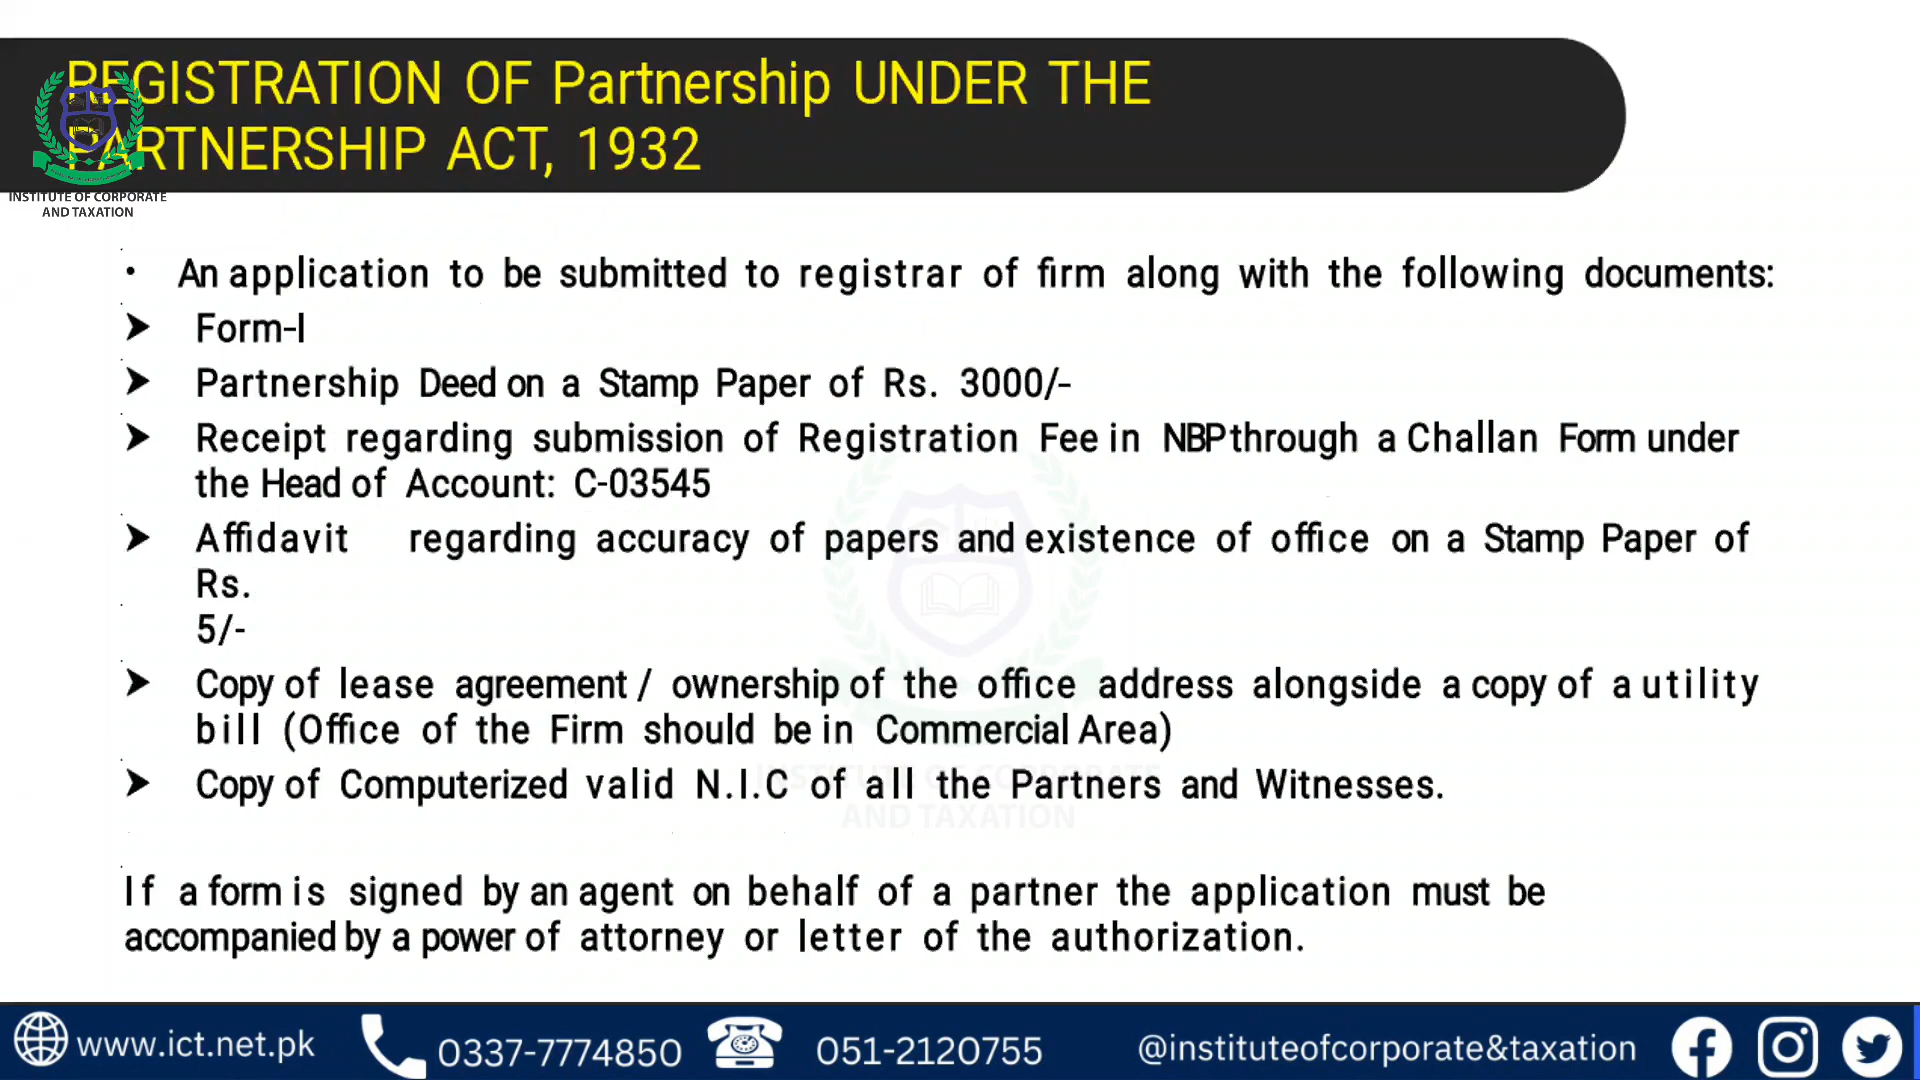 REGISTRATION OF Partnership UNDER THE
PARTNERSHIP ACT, 1932
INSTITUTE OF CORPORATE
AND TAXATION
• An application to be submitted to registrar of firm along with the following documents:
➤ Form-I
➤ Partnership Deed on a Stamp Paper of Rs. 3000/-
➤ Receipt regarding submission of Registration Fee in NBP through a Challan Form under
the Head of Account: C-03545
➤ Affidavit regarding accuracy of papers and existence of office on a Stamp Paper of
Rs.
5/-
➤ Copy of lease agreement / ownership of the office address alongside a copy of a utility
bill (Office of the Firm should be in Commercial Area)
➤ Copy of Computerized valid N.I.C of all the Partners and Witnesses.
INSTITUTE OF CORPORATE
AND TAXATION
If a form is signed by an agent on behalf of a partner the application must be
accompanied by a power of attorney or letter of the authorization.
www.ict.net.pk 0337-7774850 051-2120755 @instituteofcorporate&taxation